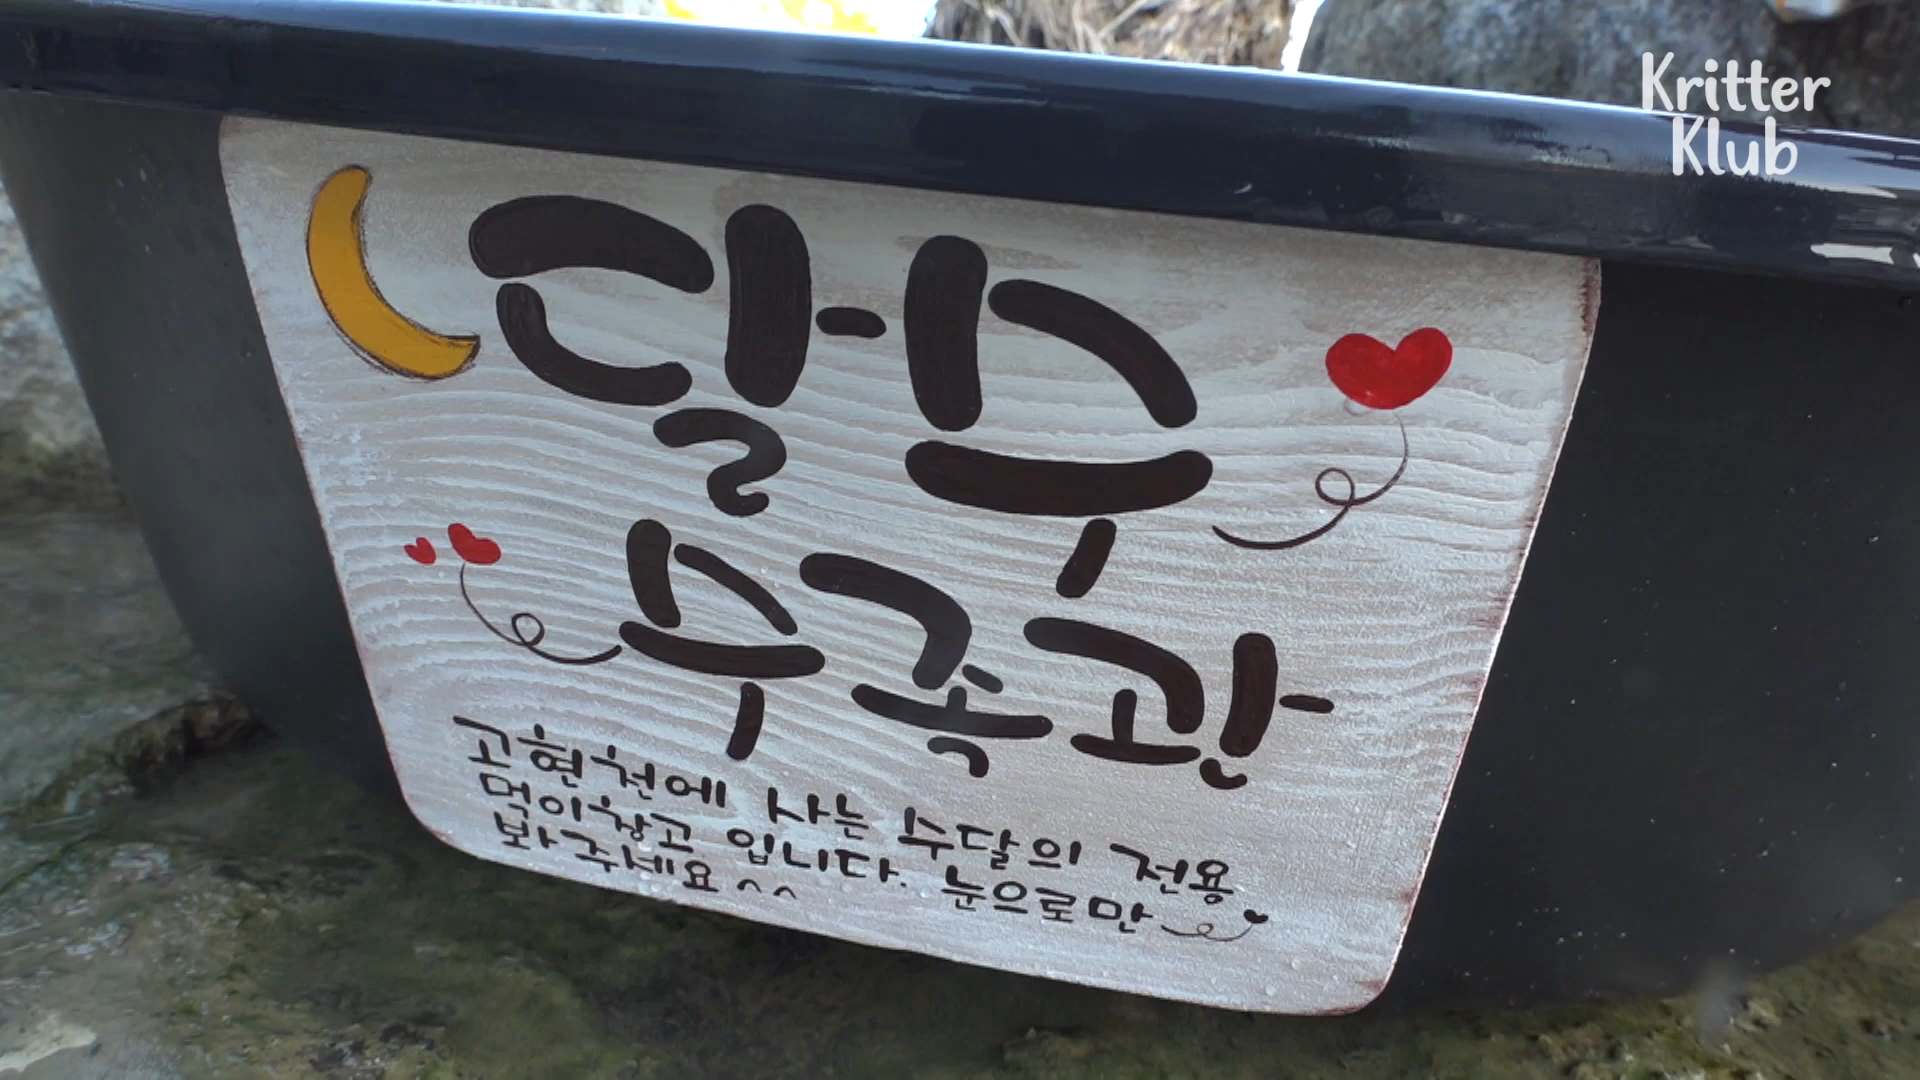 Kritter
Klub
달수
수족관
고현천에 사는 수달의 전용
먹이창고 입니다. 눈으로만
봐주세요 ^^